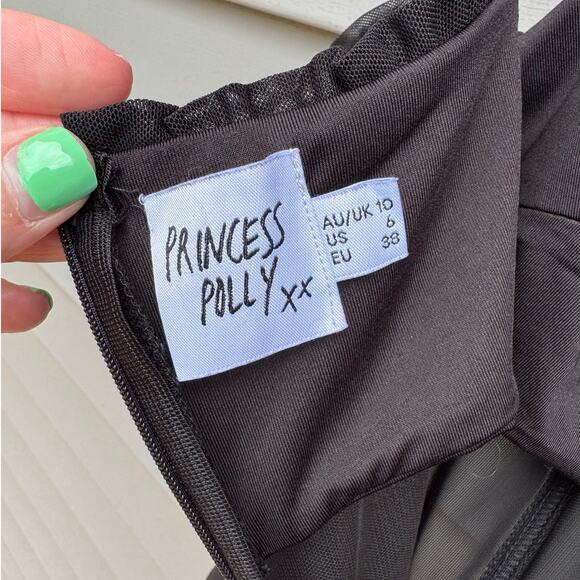 PRINCESS
POLLY xx
AU/UK 10
US 6
EU 38